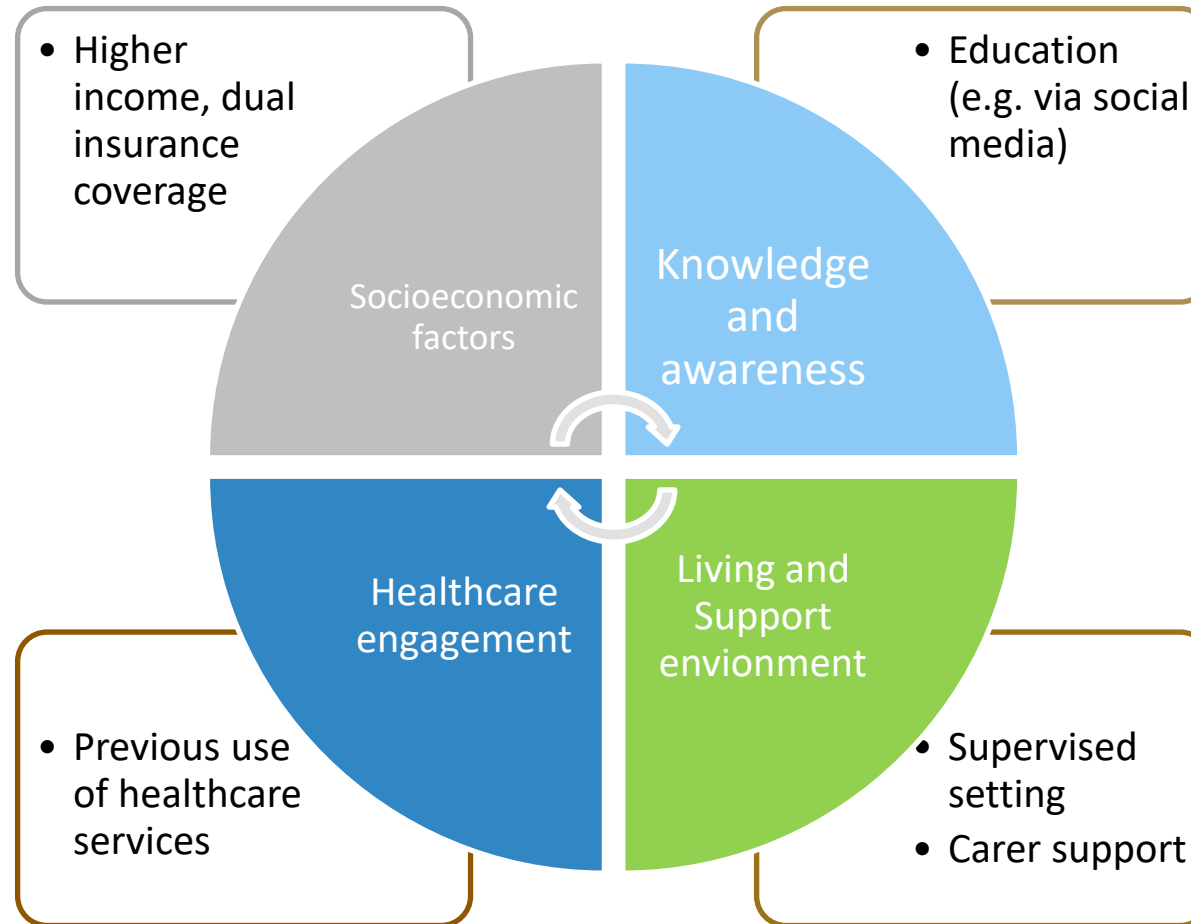 • Higher
income, dual
insurance
coverage
• Education
(e.g. via social
media)
Socioeconomic
factors
Knowledge
and
awareness
Healthcare
engagement
Living and
Support
envionment
• Previous use
of healthcare
services
• Supervised
setting
• Carer support